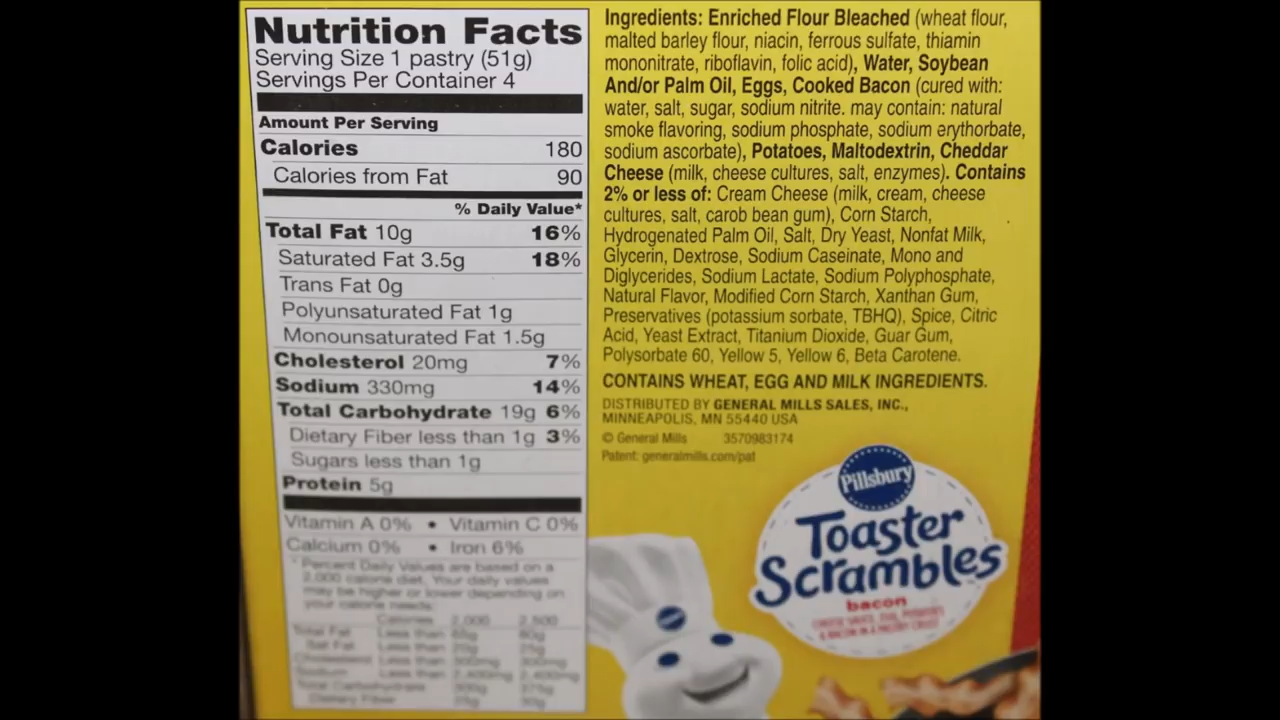 Nutrition Facts
Serving Size 1 pastry (51g)
Servings Per Container 4
Amount Per Serving
Calories 180
Calories from Fat 90
% Daily Value*
Total Fat 10g 16%
Saturated Fat 3.5g 18%
Trans Fat 0g
Polyunsaturated Fat 1g
Monounsaturated Fat 1.5g
Cholesterol 20mg 7%
Sodium 330mg 14%
Total Carbohydrate 19g 6%
Dietary Fiber less than 1g 3%
Sugars less than 1g
Protein 5g
Vitamin A 0% • Vitamin C 0%
Calcium 0% • Iron 6%
* Percent Daily Values are based on a
2,000 calorie diet. Your daily values
may be higher or lower depending on
your calorie needs:
Calories 2,000 2,500
Total Fat Less than 65g 80g
Sat Fat Less than 20g 25g
Cholesterol Less than 300mg 300mg
Sodium Less than 2,400mg 2,400mg
Total Carbohydrate 300g 375g
Dietary Fiber 25g 30g
Ingredients: Enriched Flour Bleached (wheat flour,
malted barley flour, niacin, ferrous sulfate, thiamin
mononitrate, riboflavin, folic acid), Water, Soybean
And/or Palm Oil, Eggs, Cooked Bacon (cured with:
water, salt, sugar, sodium nitrite. may contain: natural
smoke flavoring, sodium phosphate, sodium erythorbate,
sodium ascorbate), Potatoes, Maltodextrin, Cheddar
Cheese (milk, cheese cultures, salt, enzymes). Contains
2% or less of: Cream Cheese (milk, cream, cheese
cultures, salt, carob bean gum), Corn Starch,
Hydrogenated Palm Oil, Salt, Dry Yeast, Nonfat Milk,
Glycerin, Dextrose, Sodium Caseinate, Mono and
Diglycerides, Sodium Lactate, Sodium Polyphosphate,
Natural Flavor, Modified Corn Starch, Xanthan Gum,
Preservatives (potassium sorbate, TBHQ), Spice, Citric
Acid, Yeast Extract, Titanium Dioxide, Guar Gum,
Polysorbate 60, Yellow 5, Yellow 6, Beta Carotene.
CONTAINS WHEAT, EGG AND MILK INGREDIENTS.
DISTRIBUTED BY GENERAL MILLS SALES, INC.,
MINNEAPOLIS, MN 55440 USA
© General Mills 3570983174
Patent: generalmills.com/pat
Pillsbury
Toaster
Scrambles
bacon
CHEESE SAUCE, EGG, POTATOES
& BACON IN A PASTRY CRUST